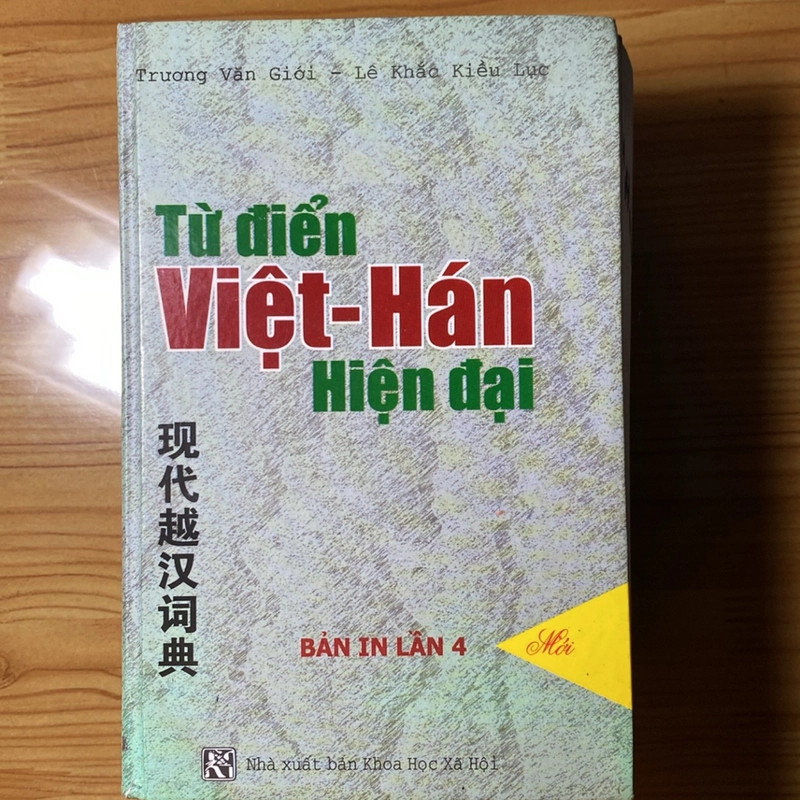 Trương Văn Giới - Lê Khắc Kiều Lục
Từ điển
Việt-Hán
Hiện đại
现代越汉词典
BẢN IN LẦN 4
Mới
Nhà xuất bản Khoa Học Xã Hội